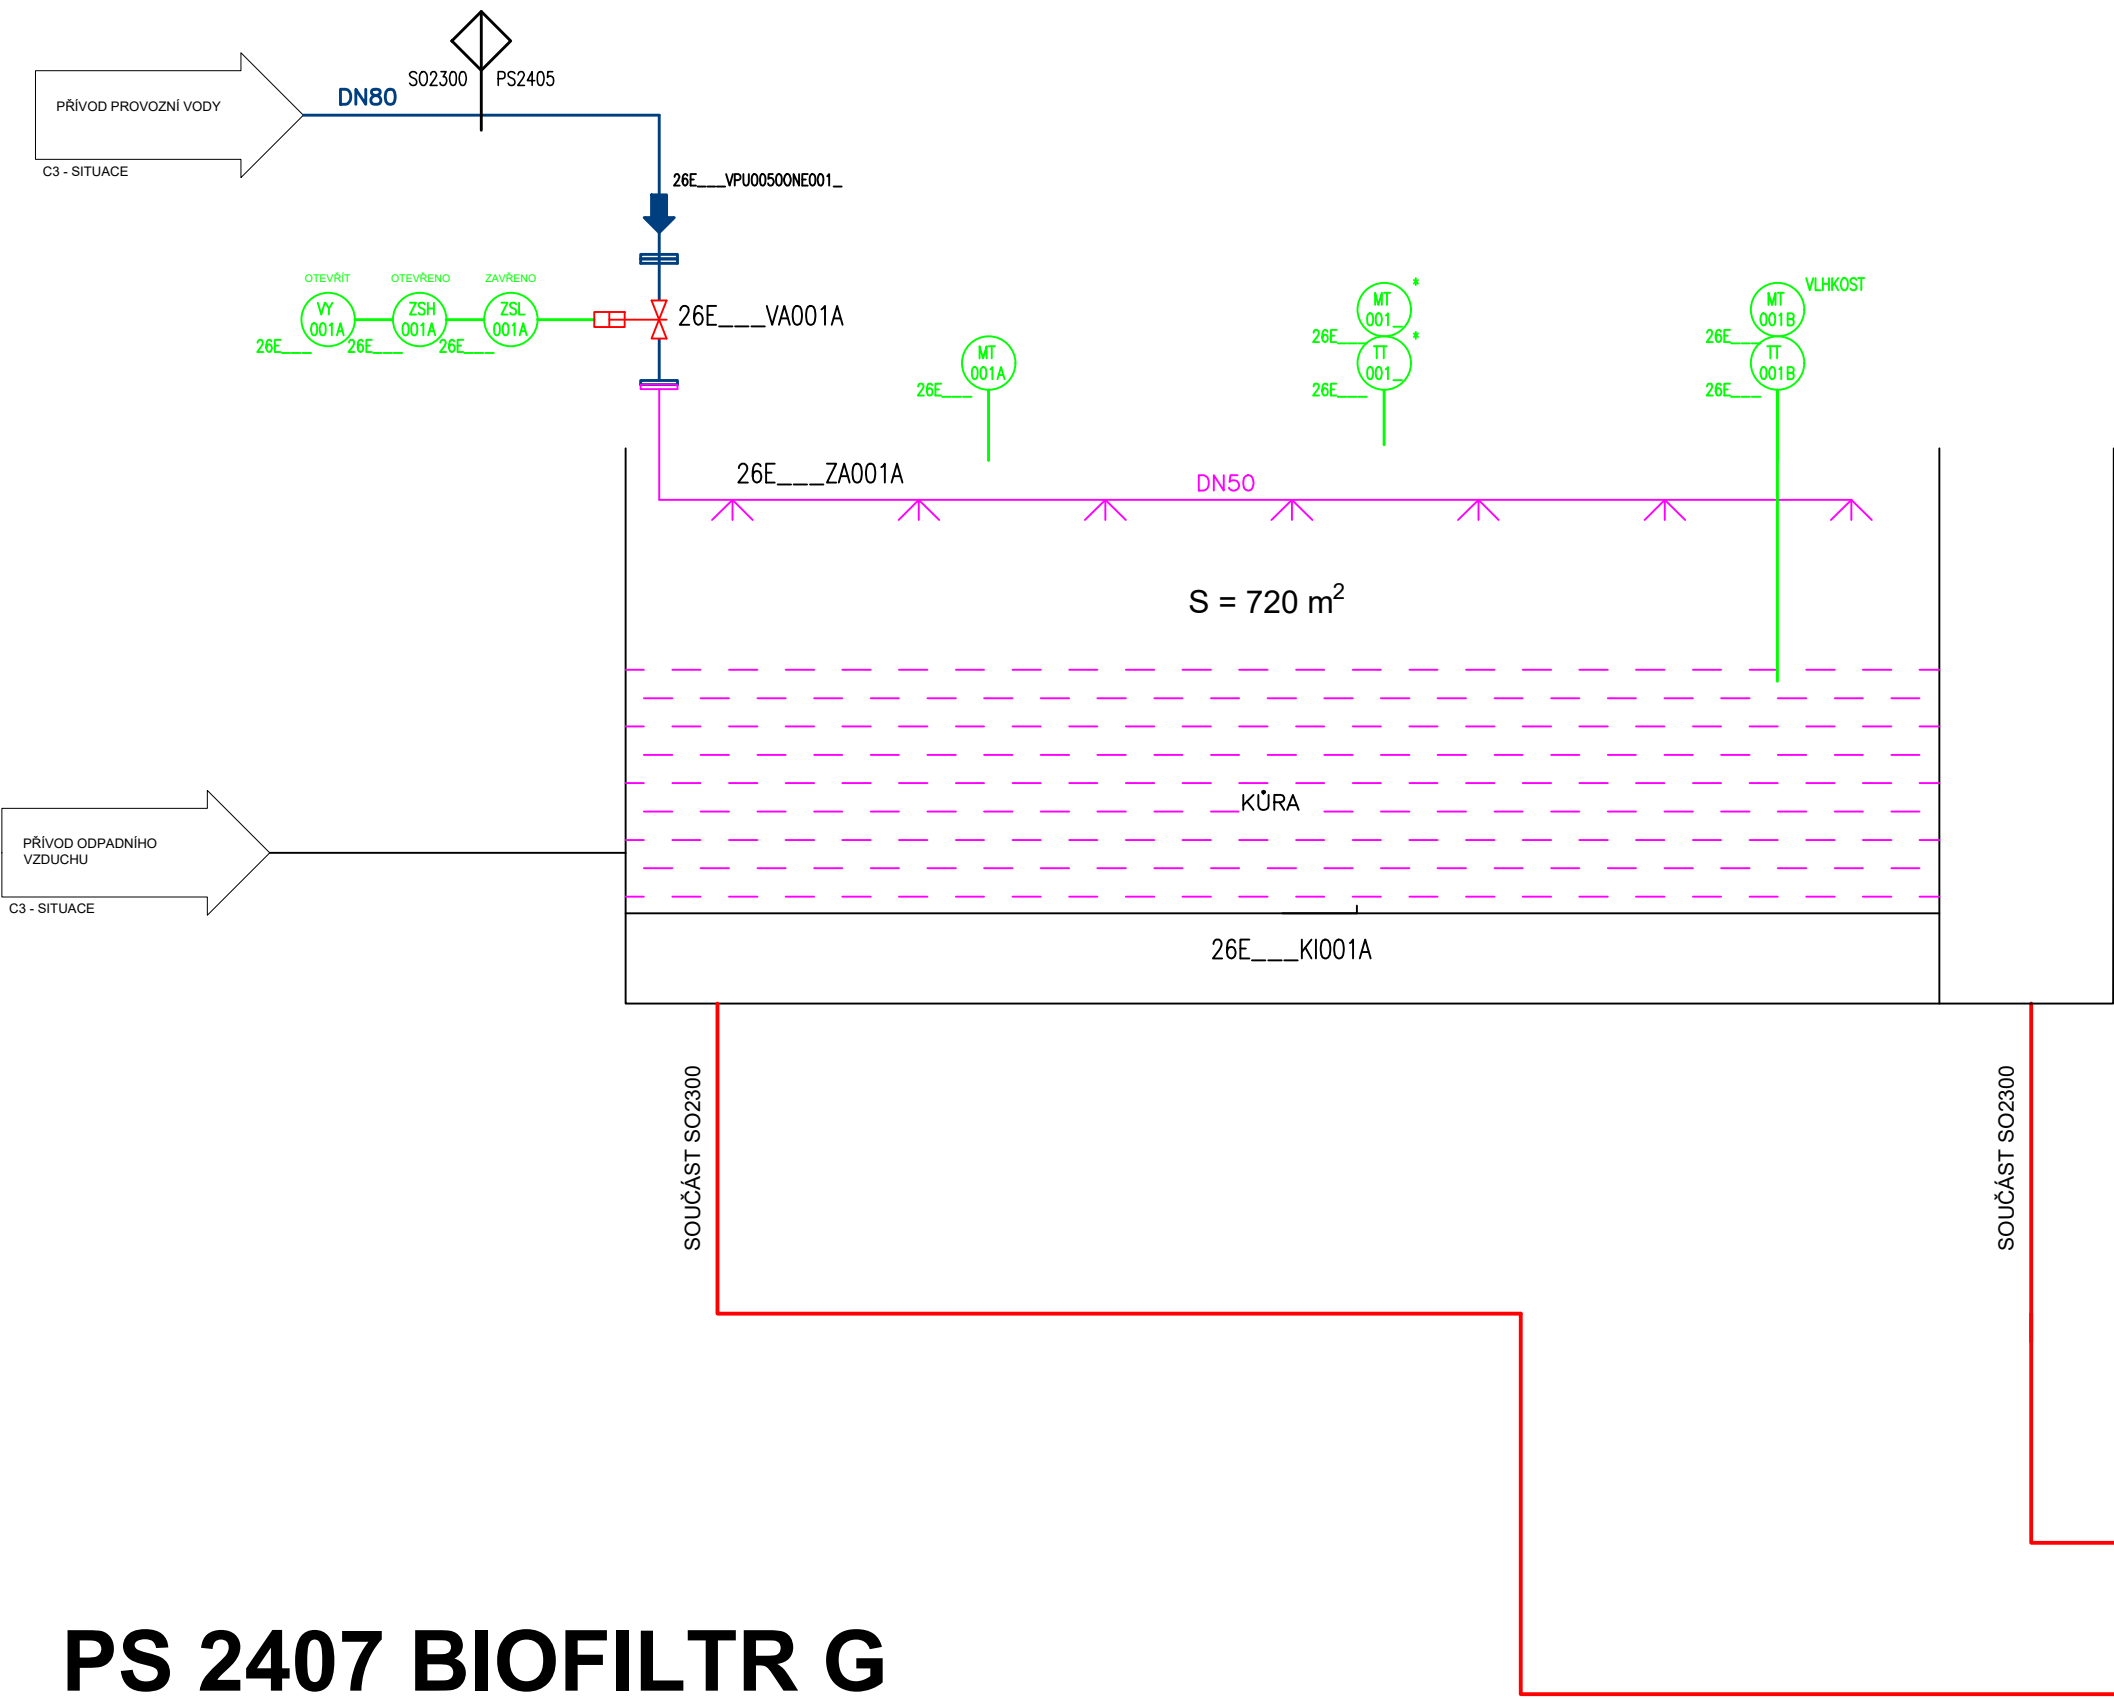 SO2300 PS2405
PŘÍVOD PROVOZNÍ VODY
DN80
C3 - SITUACE
26E___VPU00500NE001_
OTEVŘÍT OTEVŘENO ZAVŘENO
VY
001A
26E___
ZSH
001A
26E___
ZSL
001A
26E___
26E___VA001A
MT
001A
26E___
MT
001_
*
26E___
TT
001_
*
26E___
MT
001B
VLHKOST
26E___
TT
001B
26E___
26E___ZA001A
DN50
S = 720 m²
KŮRA
PŘÍVOD ODPADNÍHO
VZDUCHU
C3 - SITUACE
26E___KI001A
SOUČÁST SO2300
SOUČÁST SO2300
PS 2407 BIOFILTR G